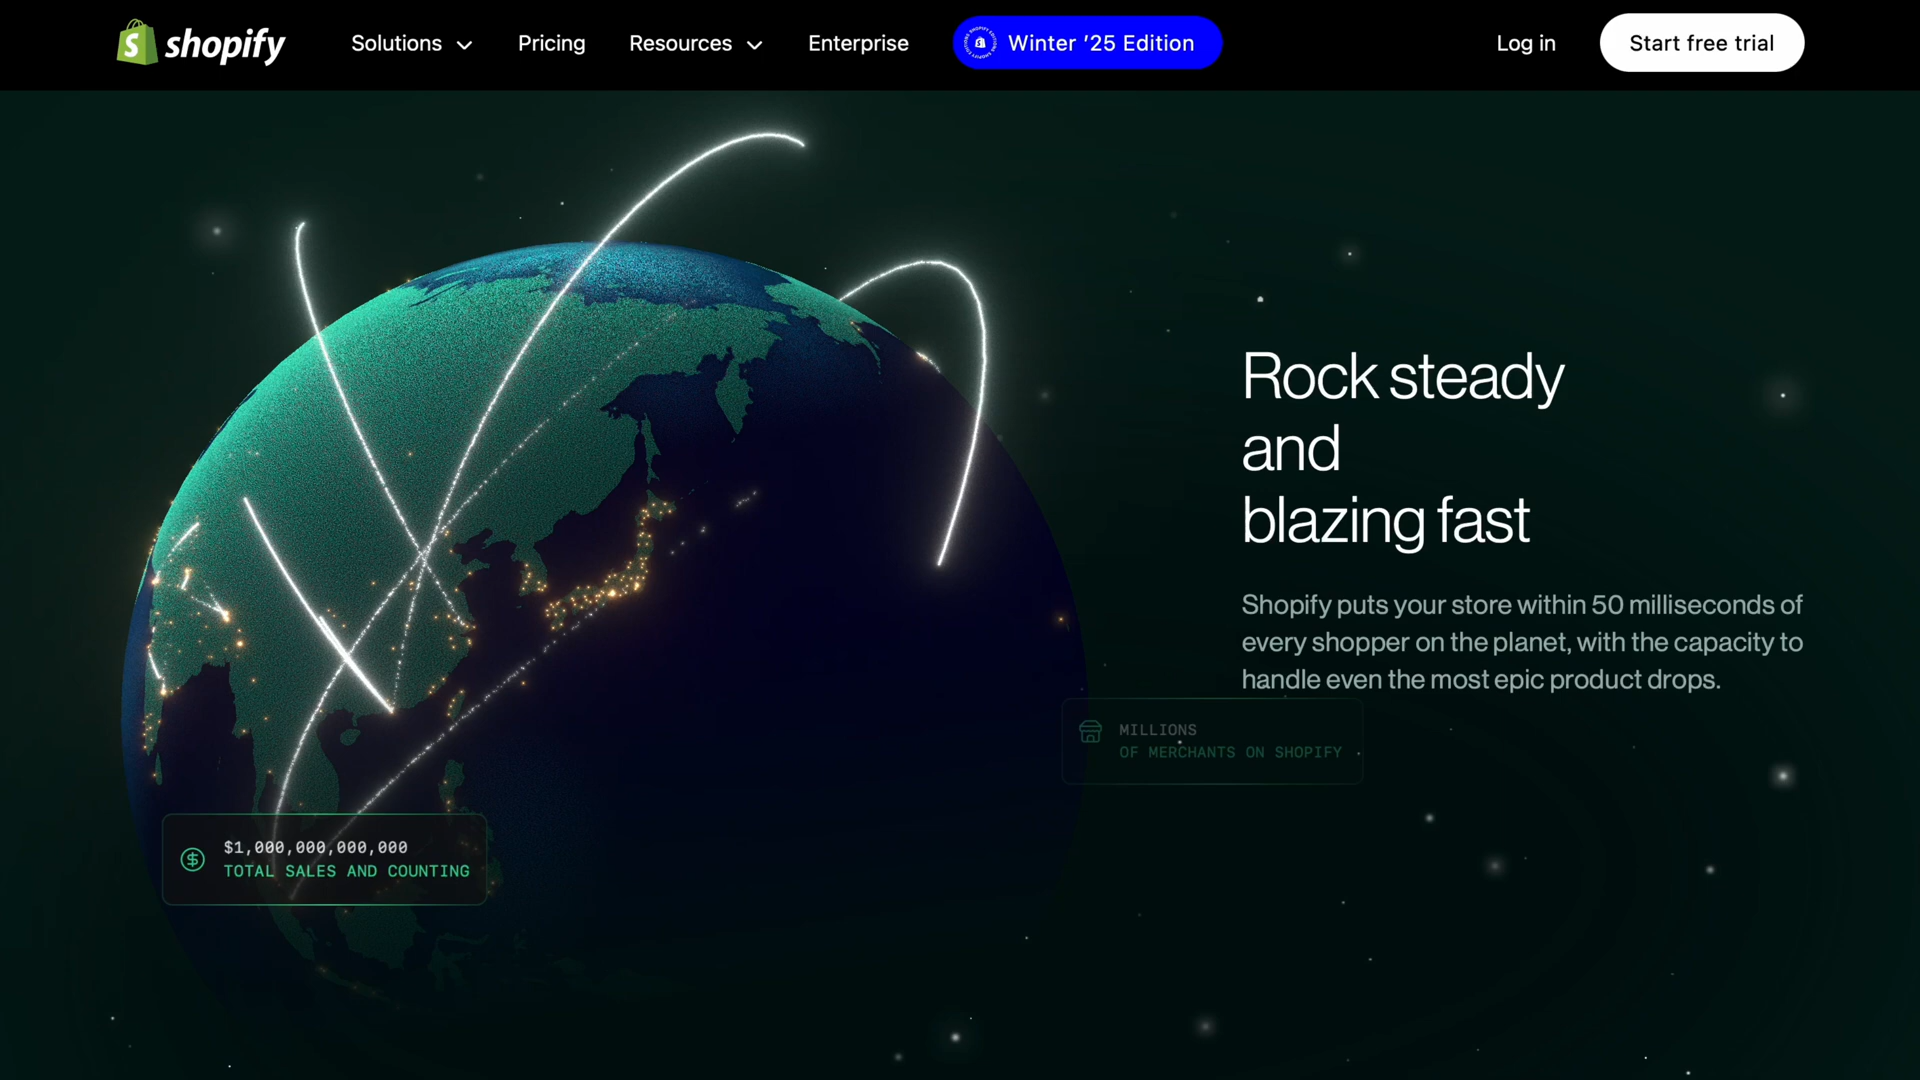 shopify
Solutions
Pricing
Resources
Enterprise
Winter ’25 Edition
Log in
Start free trial
Rock steady
and
blazing fast
Shopify puts your store within 50 milliseconds of
every shopper on the planet, with the capacity to
handle even the most epic product drops.
MILLIONS
OF MERCHANTS ON SHOPIFY
$1,000,000,000,000
TOTAL SALES AND COUNTING